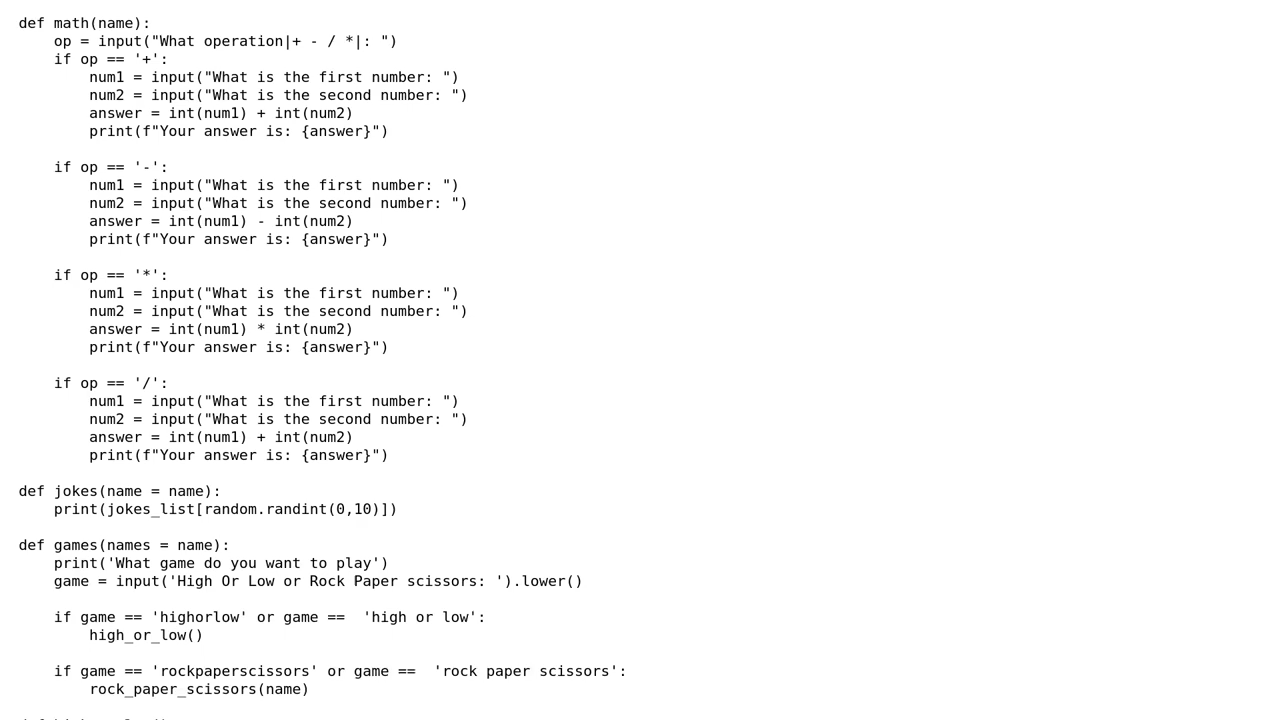 def math(name):
    op = input("What operation|+ - / *|: ")
    if op == '+':
        num1 = input("What is the first number: ")
        num2 = input("What is the second number: ")
        answer = int(num1) + int(num2)
        print(f"Your answer is: {answer}")

    if op == '-':
        num1 = input("What is the first number: ")
        num2 = input("What is the second number: ")
        answer = int(num1) - int(num2)
        print(f"Your answer is: {answer}")

    if op == '*':
        num1 = input("What is the first number: ")
        num2 = input("What is the second number: ")
        answer = int(num1) * int(num2)
        print(f"Your answer is: {answer}")

    if op == '/':
        num1 = input("What is the first number: ")
        num2 = input("What is the second number: ")
        answer = int(num1) + int(num2)
        print(f"Your answer is: {answer}")

def jokes(name = name):
    print(jokes_list[random.randint(0,10)])

def games(names = name):
    print('What game do you want to play')
    game = input('High Or Low or Rock Paper scissors: ').lower()

    if game == 'highorlow' or game ==  'high or low':
        high_or_low()

    if game == 'rockpaperscissors' or game ==  'rock paper scissors':
        rock_paper_scissors(name)